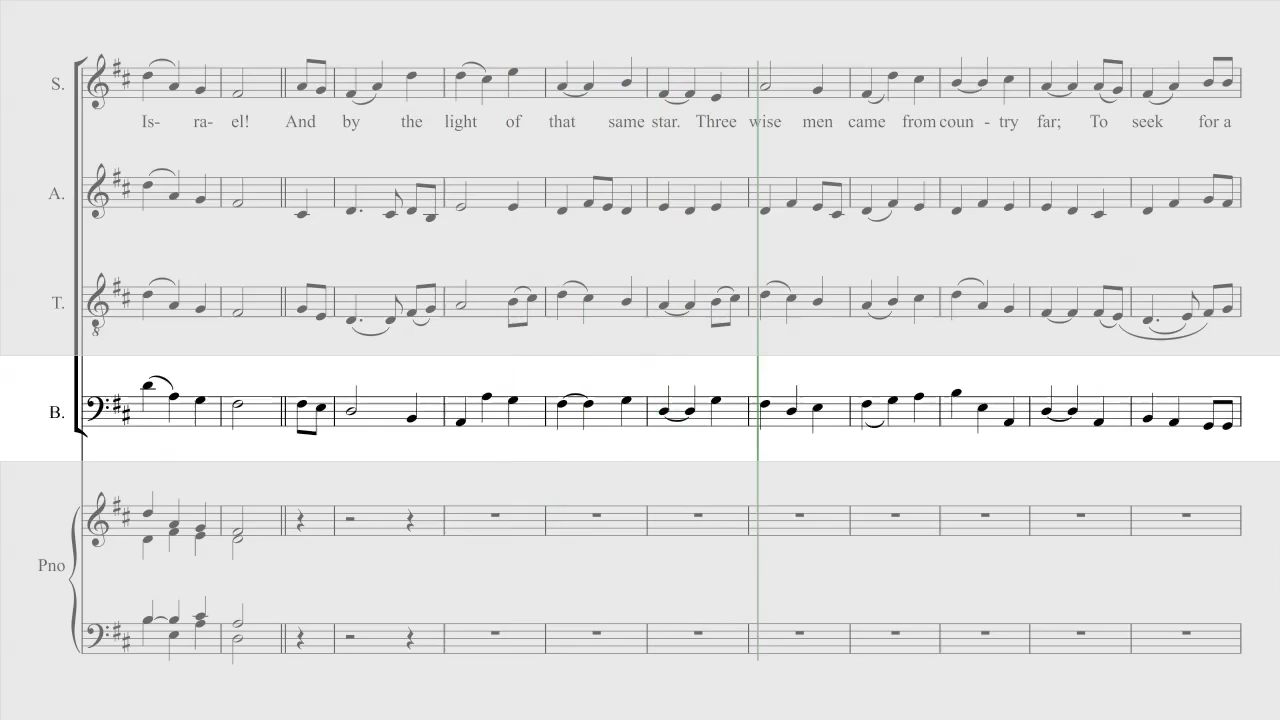 S.
Is- ra- el! And by the light of that same star. Three wise men came from coun - try far; To seek for a
A.
T.
8
B.
Pno